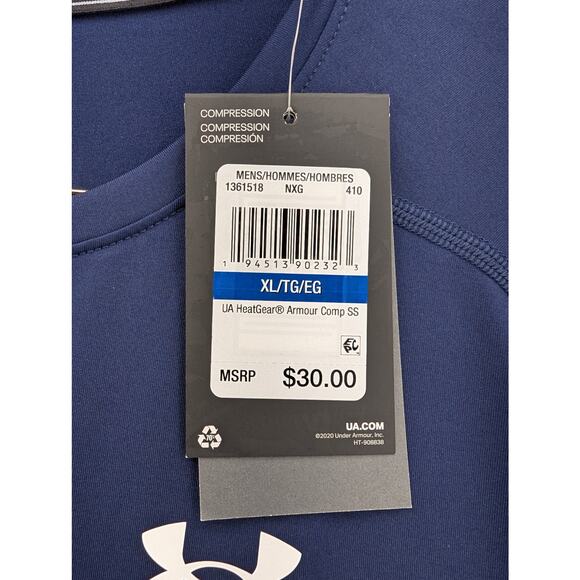 COMPRESSION
COMPRESSION
COMPRESIÓN
MENS/HOMMES/HOMBRES
1361518 NXG 410
1 94513 90232 3
XL/TG/EG
UA HeatGear® Armour Comp SS
MSRP $30.00
UA.COM
©2020 Under Armour, Inc.
HT-908838